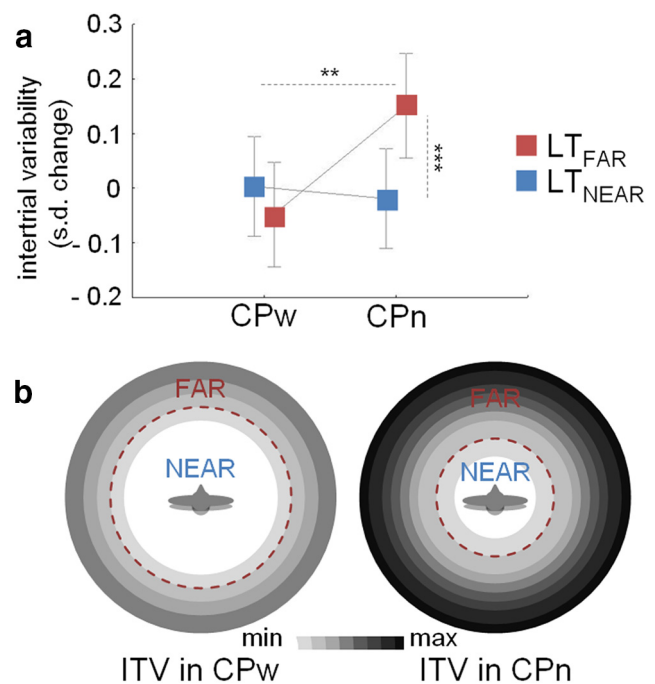 a
intertrial variability
(s.d. change)
0.3
0.2
0.1
0
- 0.1
- 0.2
**
***
CPw
CPn
LTFAR
LTNEAR
b
FAR
NEAR
FAR
NEAR
min
max
ITV in CPw
ITV in CPn